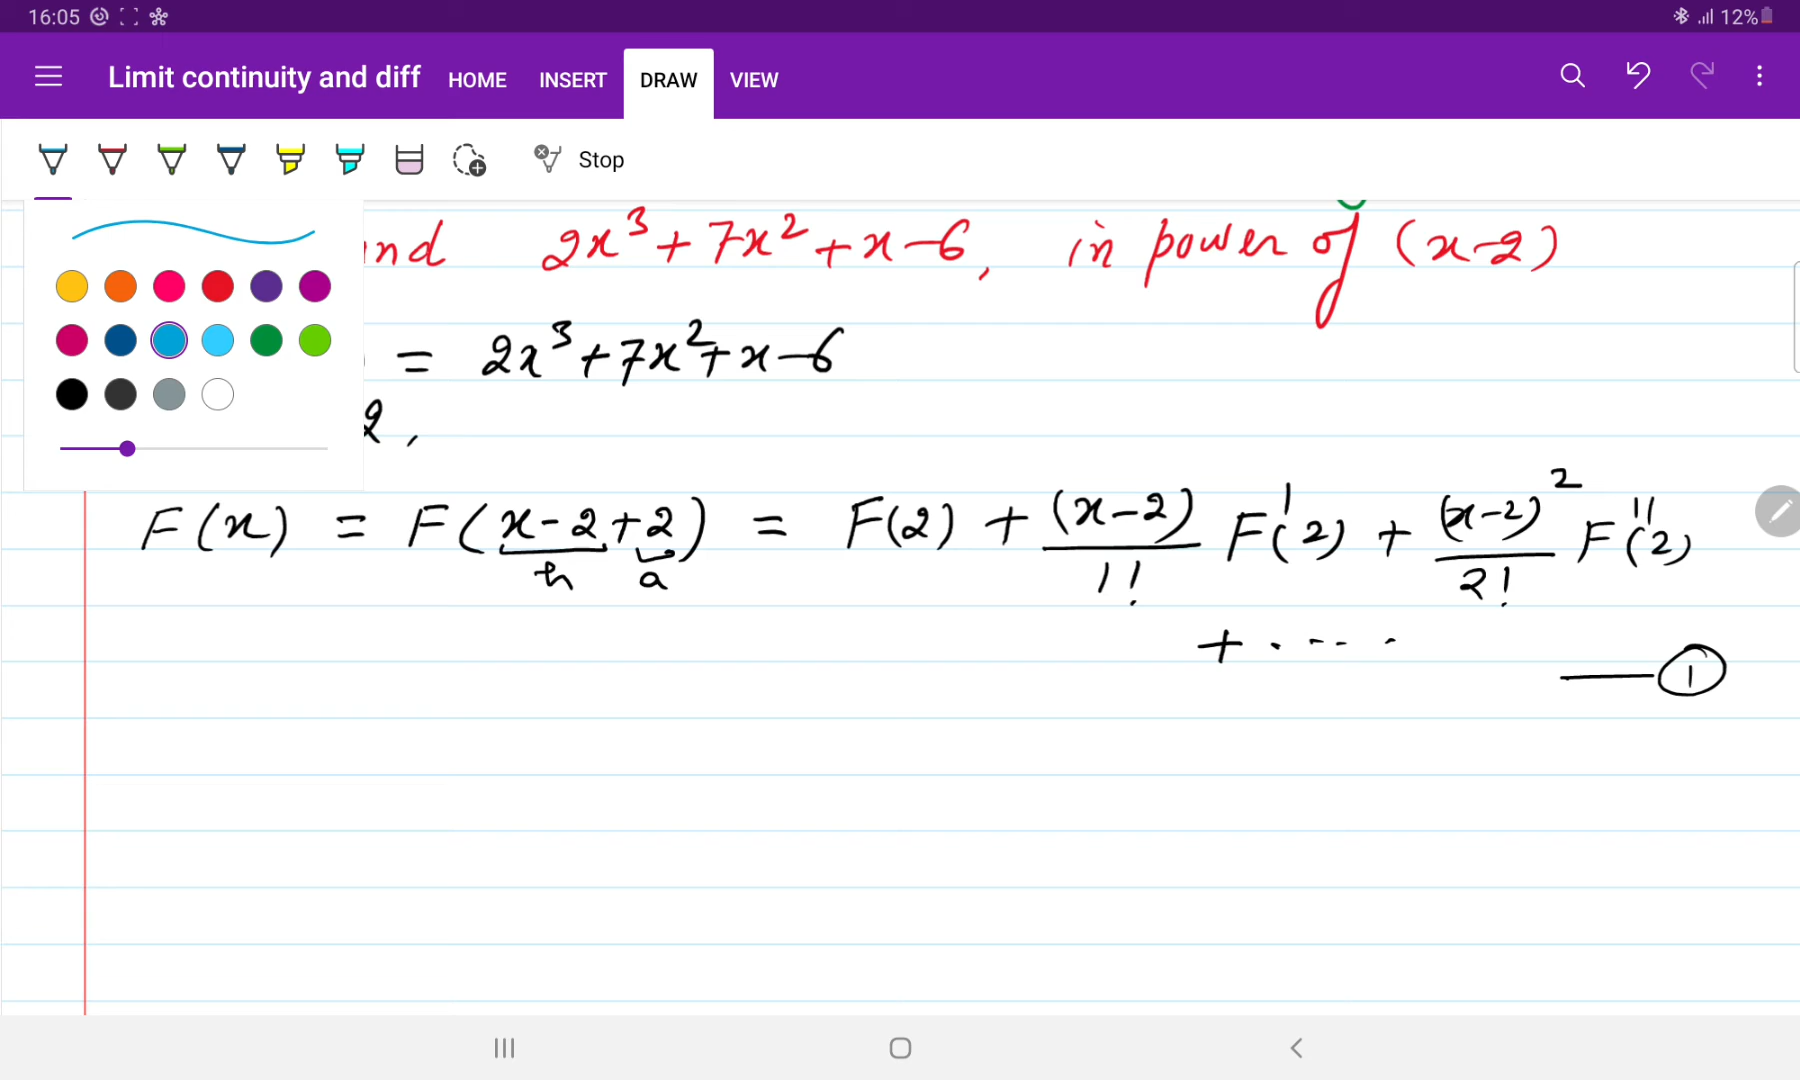 16:05 12%
Limit continuity and diff HOME INSERT DRAW VIEW
Stop
nd 2x³+7x²+x-6, in power of (x-2)
= 2x³+7x²+x-6
2,
F(x) = F(x-2+2) = F(2) + (x-2)/1! F'(2) + (x-2)²/2! F''(2)
h a
+ ..... —①